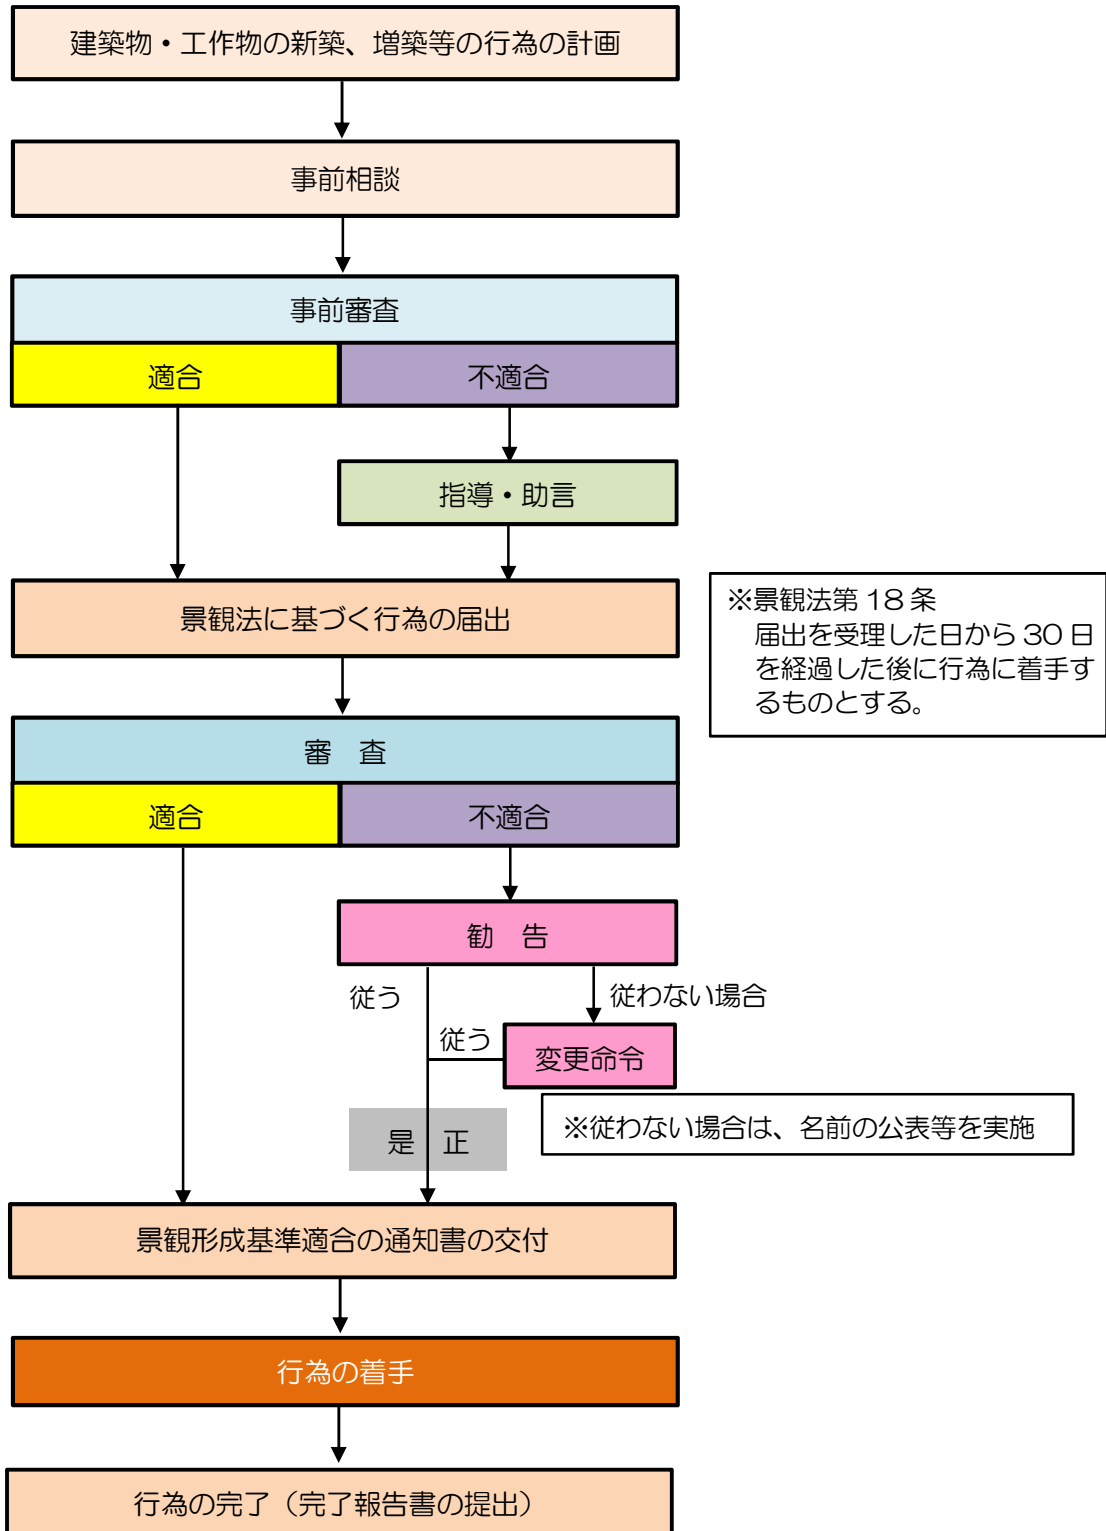 建築物・工作物の新築、増築等の行為の計画
事前相談
事前審査
適合
不適合
指導・助言
景観法に基づく行為の届出
※景観法第 18 条
届出を受理した日から 30 日
を経過した後に行為に着手す
るものとする。
審　査
適合
不適合
勧　告
従う
従わない場合
従う
変更命令
※従わない場合は、名前の公表等を実施
是　正
景観形成基準適合の通知書の交付
行為の着手
行為の完了（完了報告書の提出）